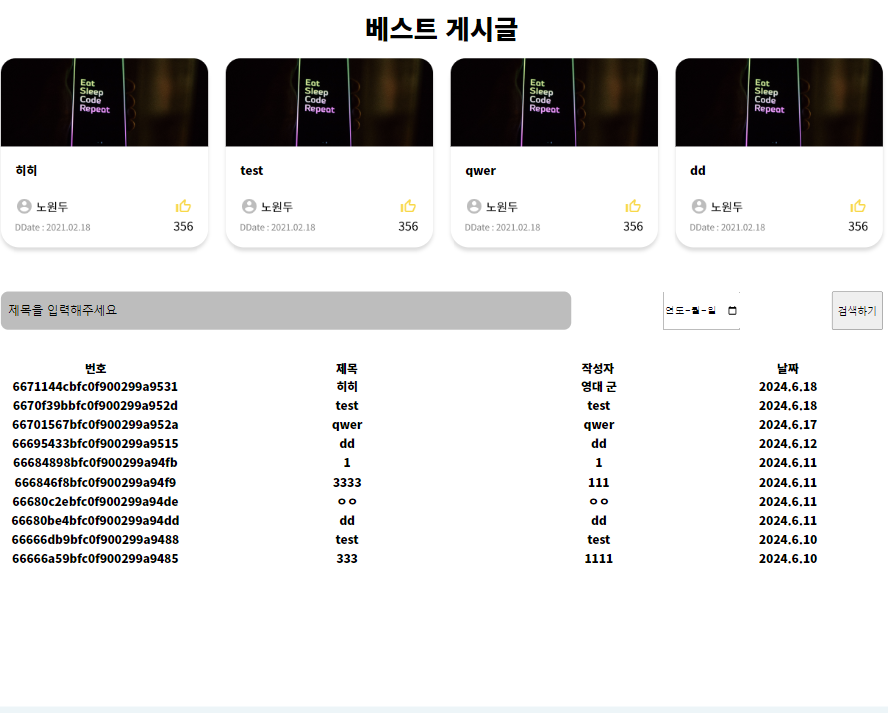 베스트 게시글
Eat
Sleep
Code
Repeat
Eat
Sleep
Code
Repeat
Eat
Sleep
Code
Repeat
Eat
Sleep
Code
Repeat
히히 test qwer dd
노원두 노원두 노원두 노원두
DDate : 2021.02.18 356 DDate : 2021.02.18 356 DDate : 2021.02.18 356 DDate : 2021.02.18 356
제목을 입력해주세요 연도-월-일 검색하기
번호 제목 작성자 날짜
6671144cbfc0f900299a9531 히히 영대 군 2024.6.18
6670f39bbfc0f900299a952d test test 2024.6.18
66701567bfc0f900299a952a qwer qwer 2024.6.17
66695433bfc0f900299a9515 dd dd 2024.6.12
66684898bfc0f900299a94fb 1 1 2024.6.11
666846f8bfc0f900299a94f9 3333 111 2024.6.11
66680c2ebfc0f900299a94de ㅇㅇ ㅇㅇ 2024.6.11
66680be4bfc0f900299a94dd dd dd 2024.6.11
66666db9bfc0f900299a9488 test test 2024.6.10
66666a59bfc0f900299a9485 333 1111 2024.6.10